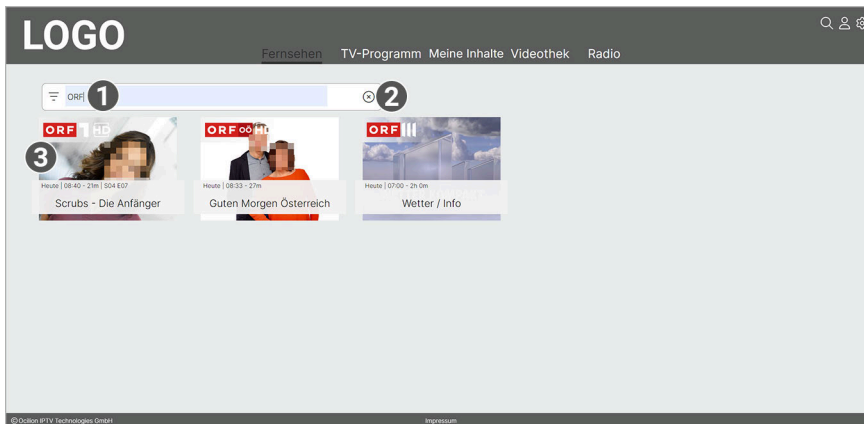 LOGO
Fernsehen TV-Programm Meine Inhalte Videothek Radio
ORF 1 2
ORF 1 HD ORF OÖ HD ORF III
3
Heute | 08:40 - 21m | S04 E07 Heute | 08:33 - 27m Heute | 07:00 - 2h 0m
Scrubs - Die Anfänger Guten Morgen Österreich Wetter / Info
© Ocilion IPTV Technologies GmbH Impressum